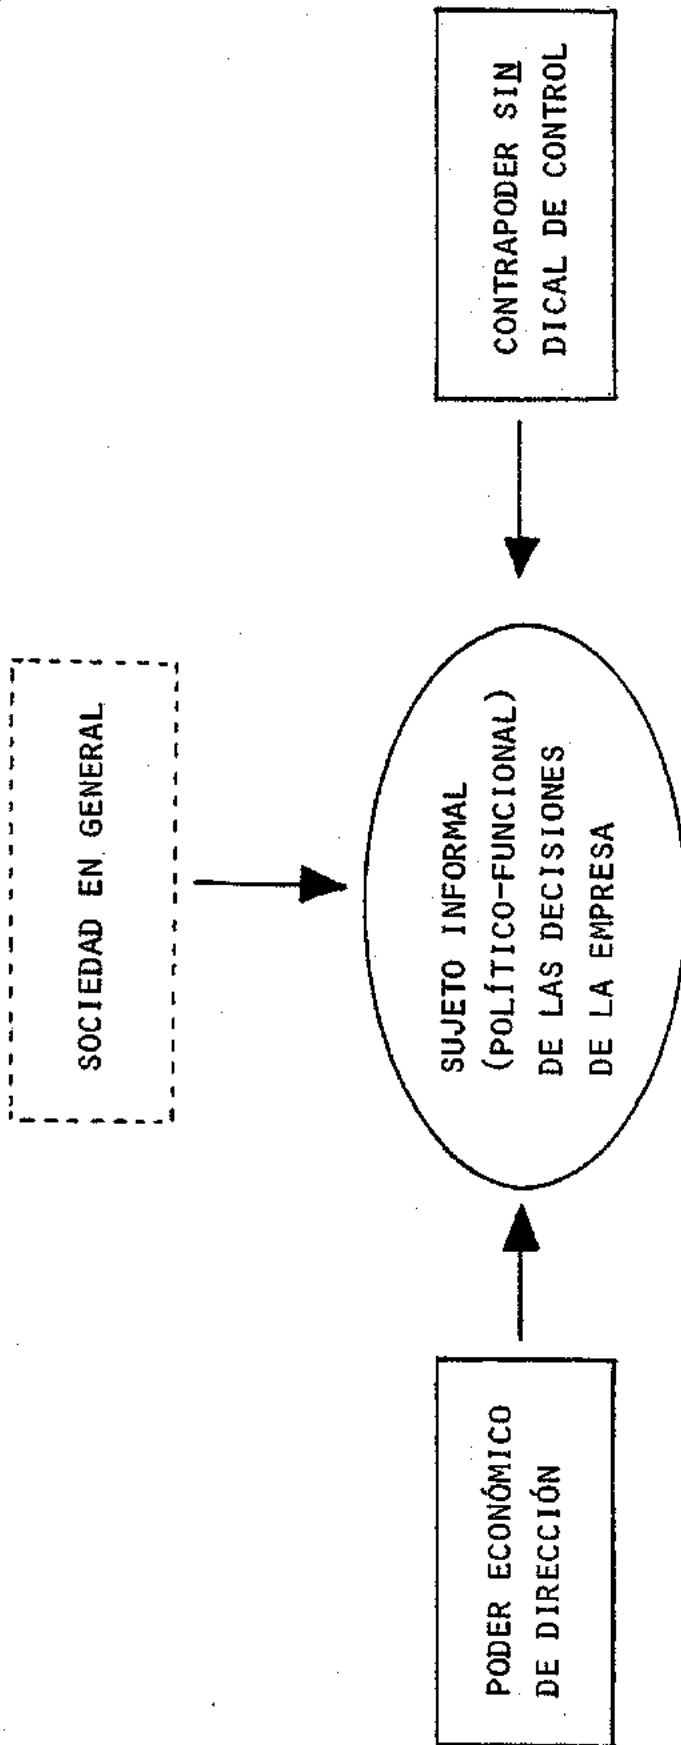 SOCIEDAD EN GENERAL
PODER ECONÓMICO
DE DIRECCIÓN
SUJETO INFORMAL
(POLÍTICO-FUNCIONAL)
DE LAS DECISIONES
DE LA EMPRESA
CONTRAPODER SIN
DICAL DE CONTROL